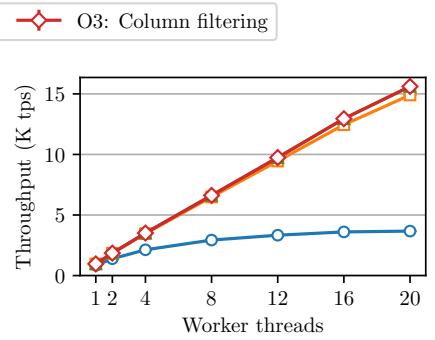 O3: Column filtering
Throughput (K tps)
15
10
5
0
1 2 4 8 12 16 20
Worker threads